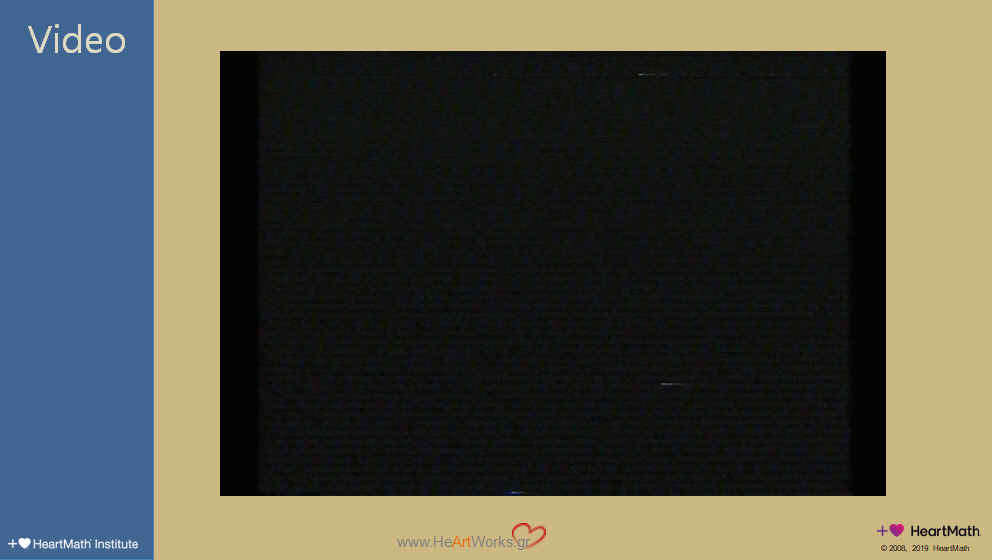 Video
+HeartMath Institute
www.HeArtWorks.gr
+HeartMath
© 2008, 2019 HeartMath